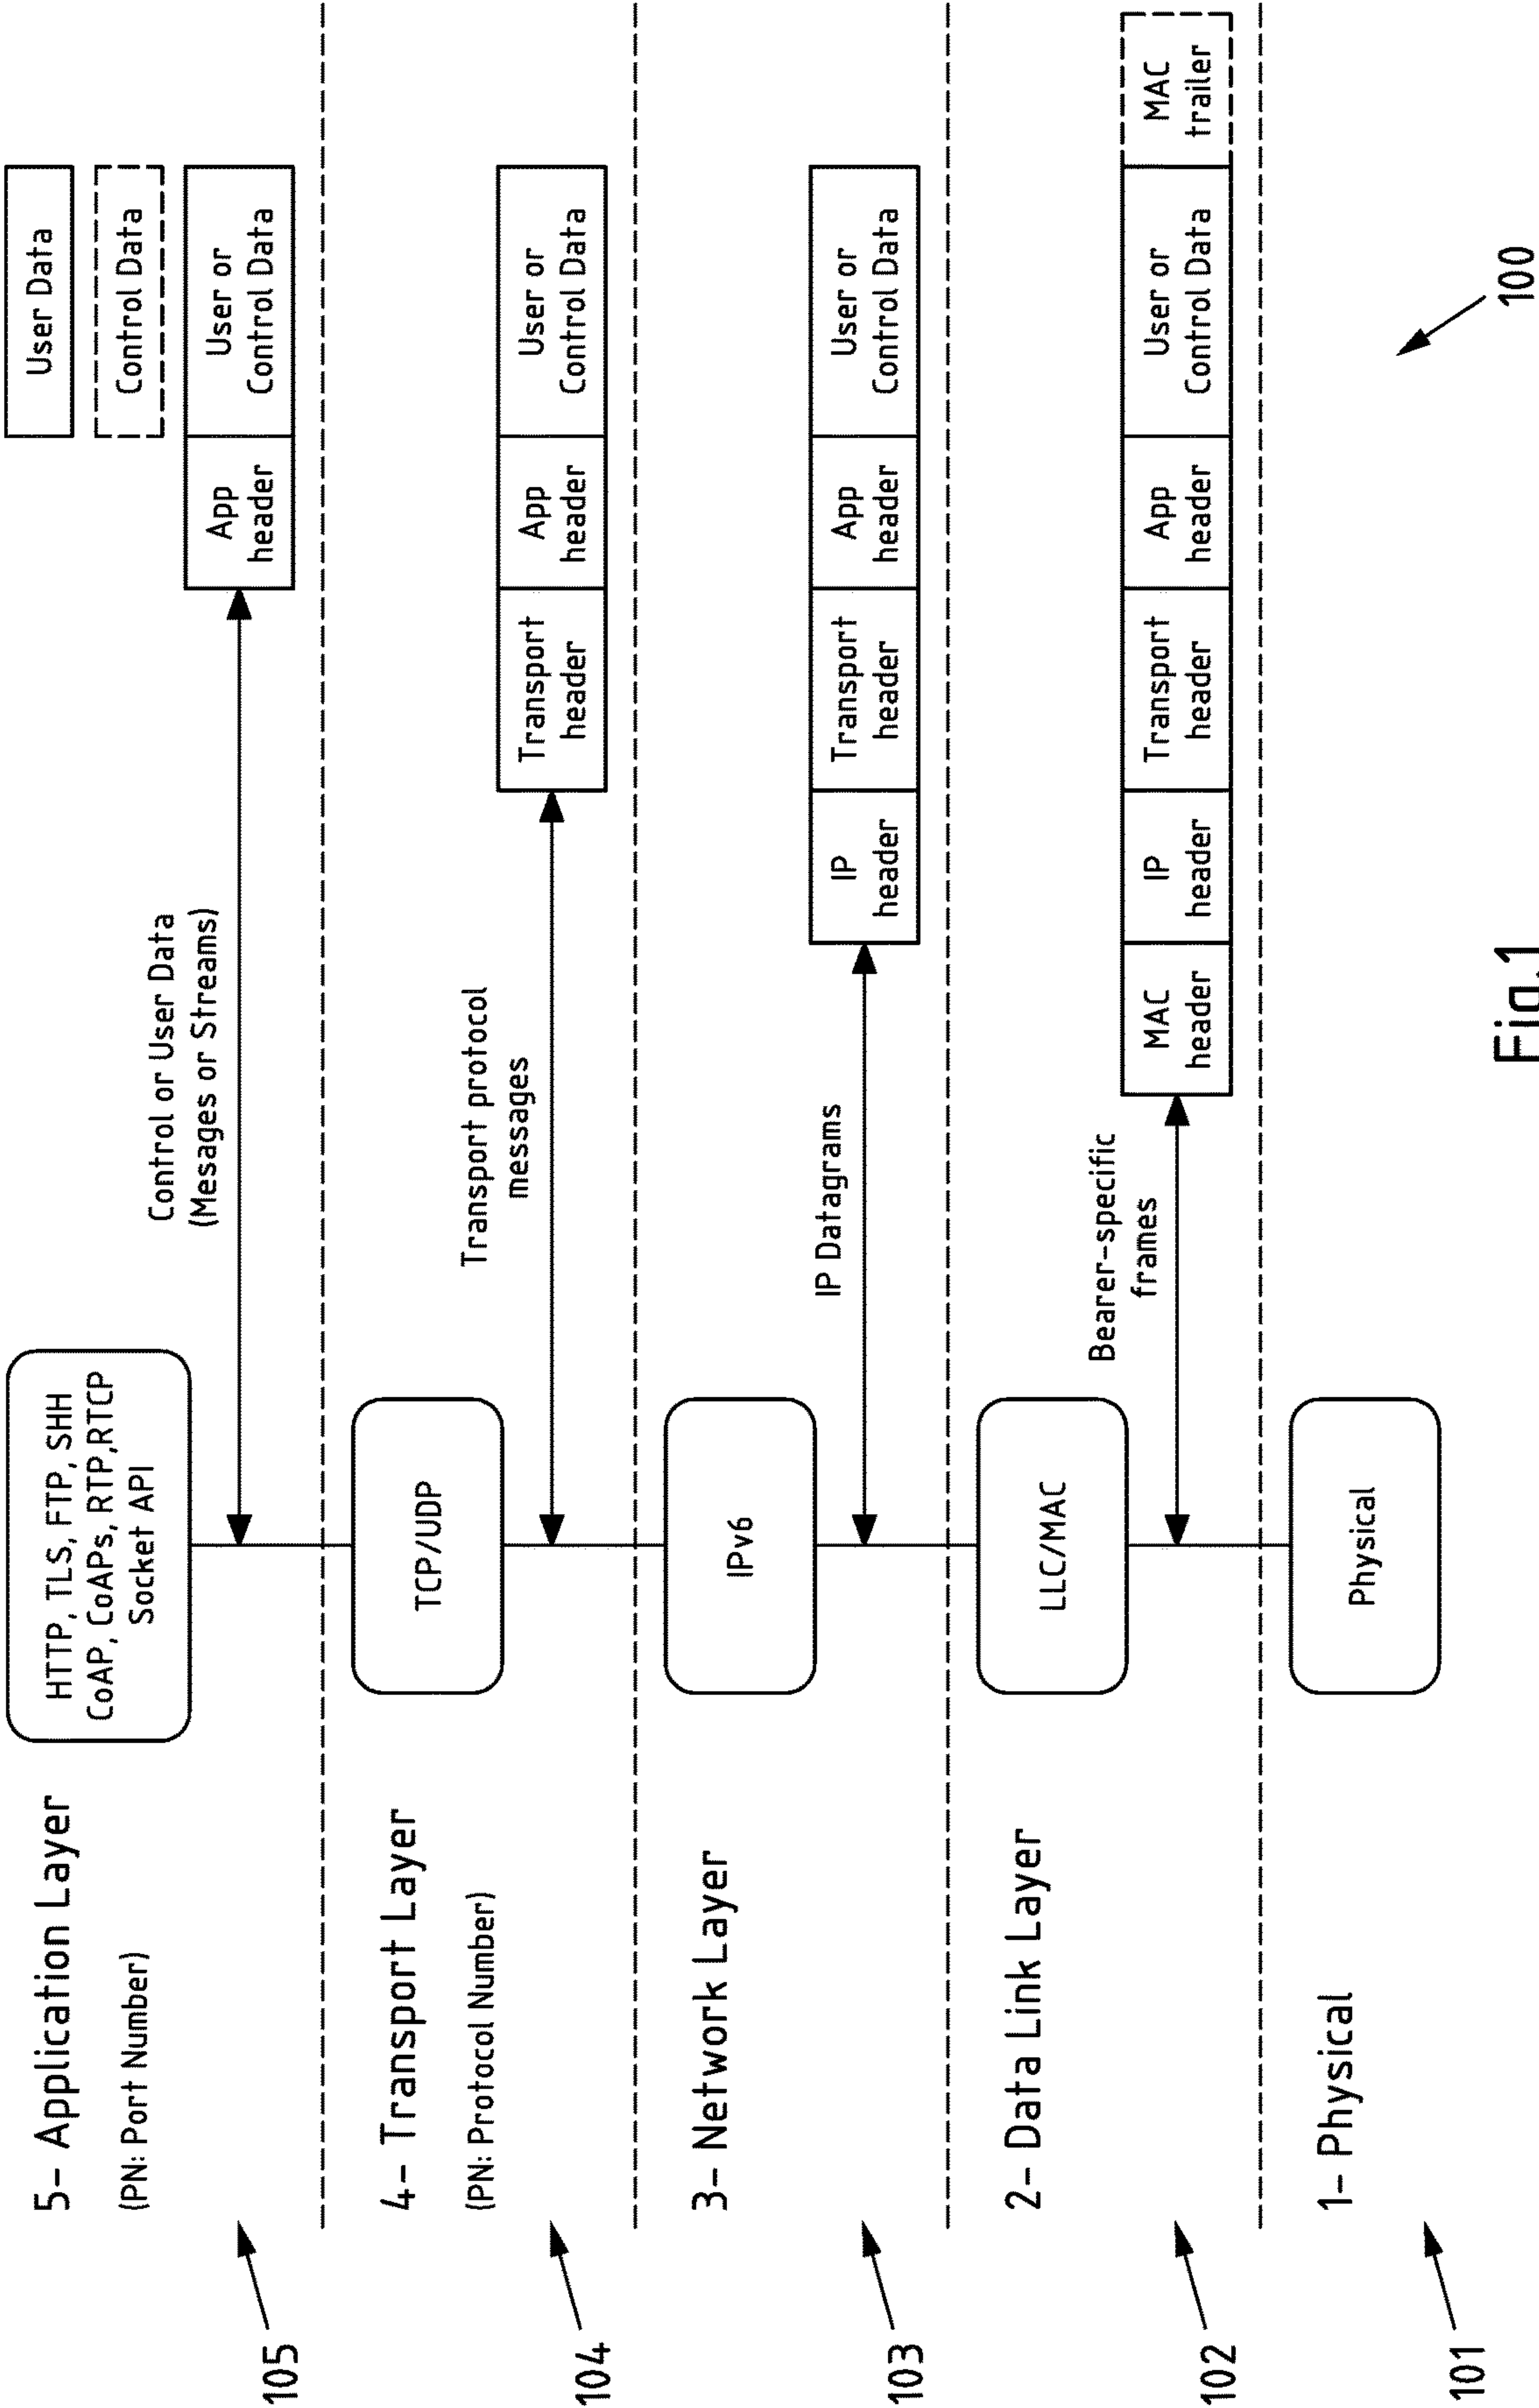 5- Application Layer
(PN: Port Number)
HTTP, TLS, FTP, SHH
CoAP, CoAPs, RTP,RTCP
Socket API
Control or User Data
(Mesages or Streams)
User Data
Control Data
App
header
User or
Control Data
105
4- Transport Layer
(PN: Protocol Number)
TCP/UDP
Transport protocol
messages
Transport
header
App
header
User or
Control Data
104
3- Network Layer
IPv6
IP Datagrams
IP
header
Transport
header
App
header
User or
Control Data
103
2- Data Link Layer
LLC/MAC
Bearer-specific
frames
MAC
header
IP
header
Transport
header
App
header
User or
Control Data
MAC
trailer
102
1- Physical
Physical
101
100
Fig.1